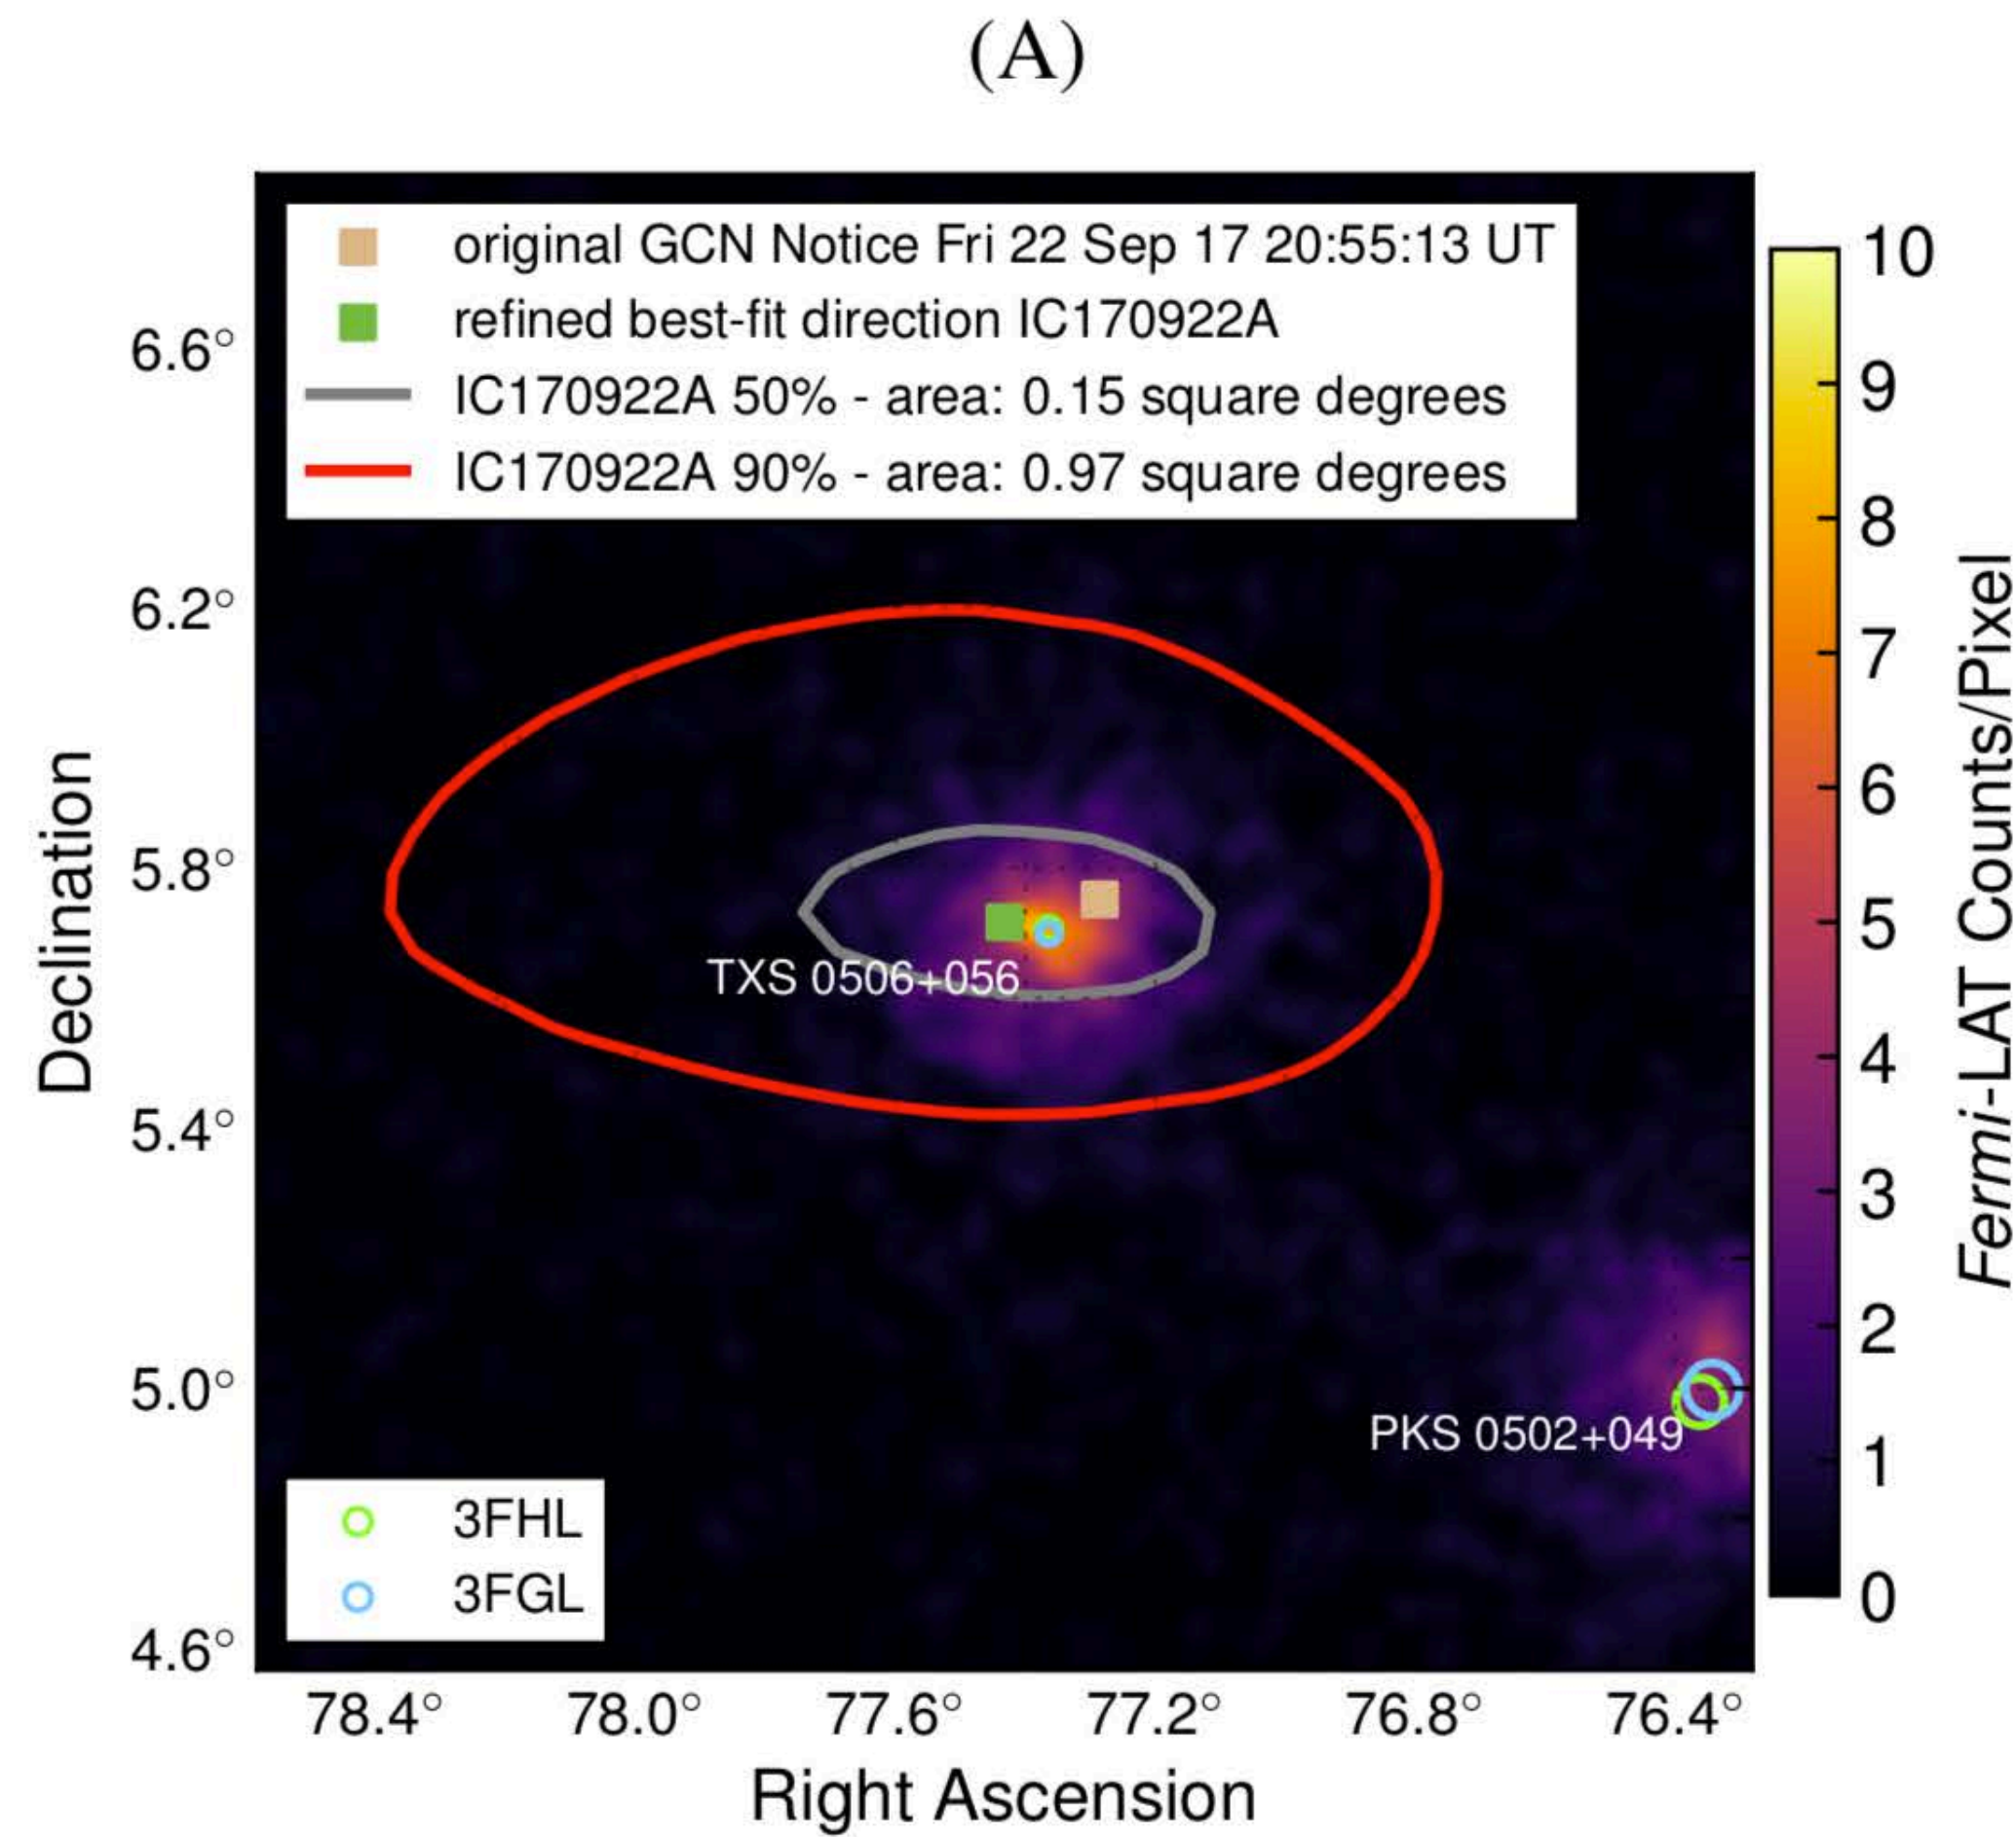 (A)
original GCN Notice Fri 22 Sep 17 20:55:13 UT
refined best-fit direction IC170922A
IC170922A 50% - area: 0.15 square degrees
IC170922A 90% - area: 0.97 square degrees
6.6°
6.2°
5.8°
5.4°
5.0°
4.6°
Declination
TXS 0506+056
PKS 0502+049
3FHL
3FGL
78.4°
78.0°
77.6°
77.2°
76.8°
76.4°
Right Ascension
10
9
8
7
6
5
4
3
2
1
0
Fermi-LAT Counts/Pixel